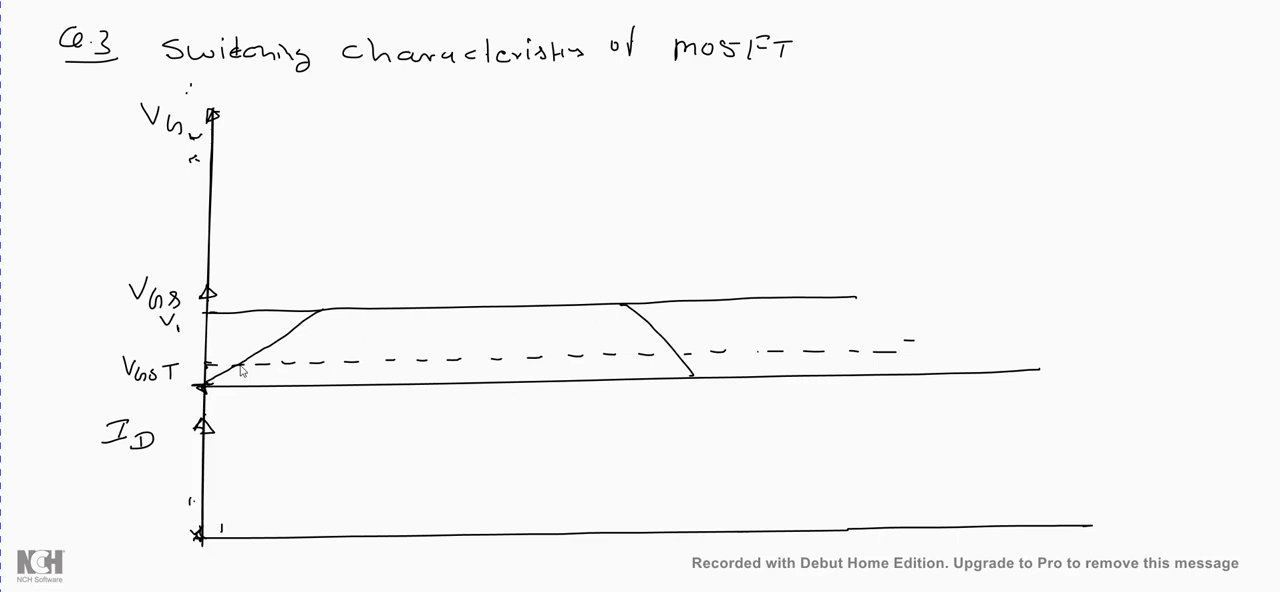 Q.3 Switching characteristics of MOSFT
VGS
VGS
V1
VGST
ID
NCH
NCH Software
Recorded with Debut Home Edition. Upgrade to Pro to remove this message